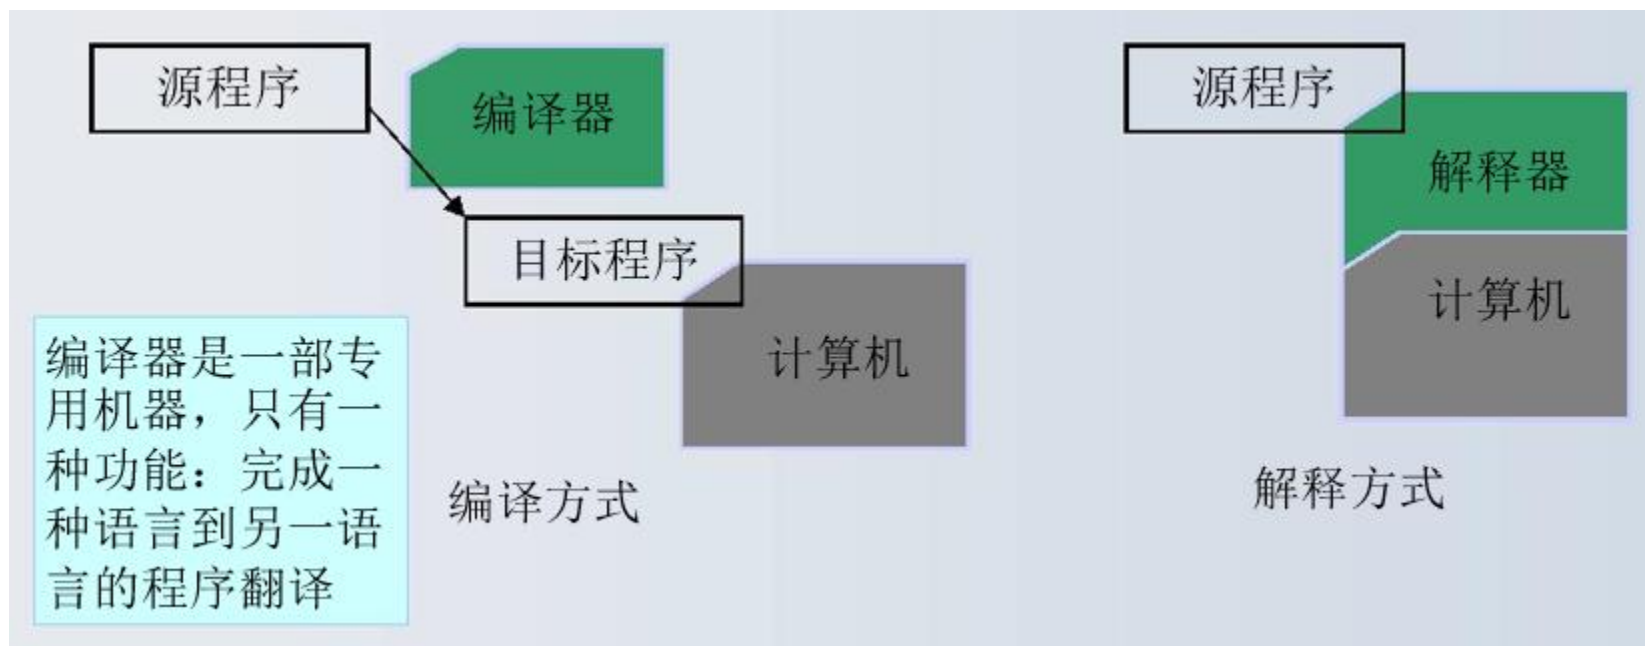 源程序
编译器
目标程序
计算机
编译器是一部专
用机器，只有一
种功能：完成一
种语言到另一语
言的程序翻译
编译方式
源程序
解释器
计算机
解释方式